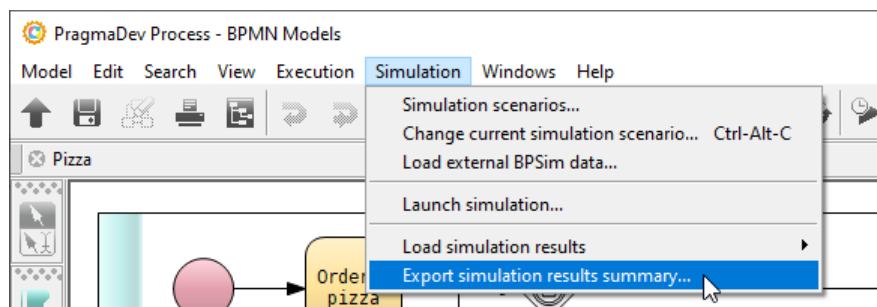 PragmaDev Process - BPMN Models
Model Edit Search View Execution Simulation Windows Help
Simulation scenarios...
Change current simulation scenario... Ctrl-Alt-C
Load external BPSim data...
Pizza
Launch simulation...
Load simulation results
Export simulation results summary...
Order
pizza